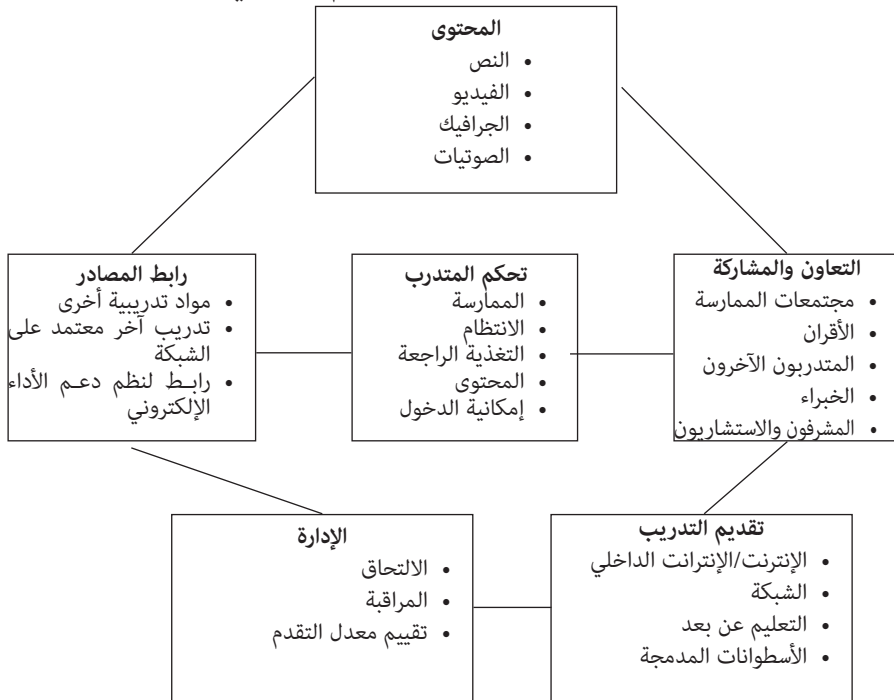 المحتوى
• النص
• الفيديو
• الجرافيك
• الصوتيات
التعاون والمشاركة
• مجتمعات الممارسة
• الأقران
• المتدربون الآخرون
• الخبراء
• المشرفون والاستشاريون
تحكم المتدرب
• الممارسة
• الانتظام
• التغذية الراجعة
• المحتوى
• إمكانية الدخول
رابط المصادر
• مواد تدريبية أخرى
• تدريب آخر معتمد على
الشبكة
• رابـط لنظم دعـم الأداء
الإلكتروني
تقديم التدريب
• الإنترنت/الإنترانت الداخلي
• الشبكة
• التعليم عن بعد
• الأسطوانات المدمجة
الإدارة
• الالتحاق
• المراقبة
• تقييم معدل التقدم